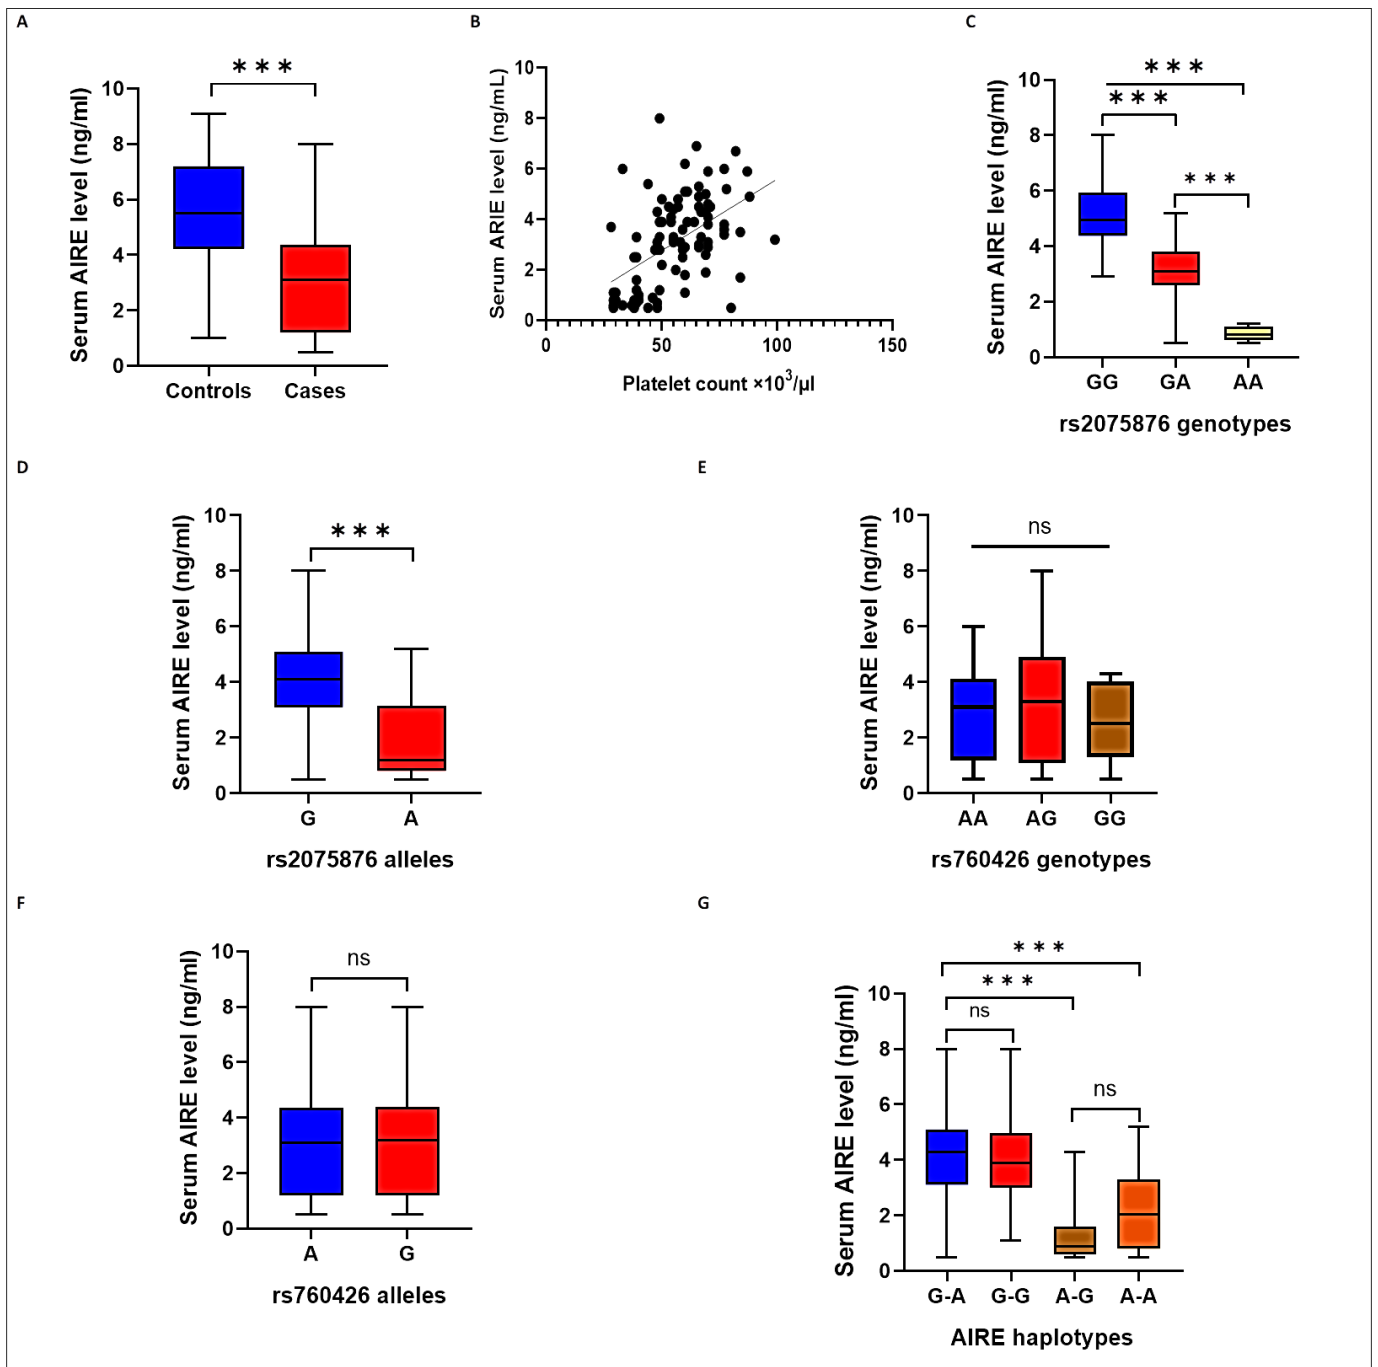 A
* * *
Serum AIRE level (ng/ml)
10
8
6
4
2
0
Controls Cases
B
Serum ARIE level (ng/mL)
10
8
6
4
2
0
0 50 100 150
Platelet count ×10³/µl
C
* * *
* * *
* * *
Serum AIRE level (ng/ml)
10
8
6
4
2
0
GG GA AA
rs2075876 genotypes
D
* * *
Serum AIRE level (ng/ml)
10
8
6
4
2
0
G A
rs2075876 alleles
E
ns
Serum AIRE level (ng/ml)
10
8
6
4
2
0
AA AG GG
rs760426 genotypes
F
ns
Serum AIRE level (ng/ml)
10
8
6
4
2
0
A G
rs760426 alleles
G
* * *
* * *
ns
ns
Serum AIRE level (ng/ml)
10
8
6
4
2
0
G-A G-G A-G A-A
AIRE haplotypes